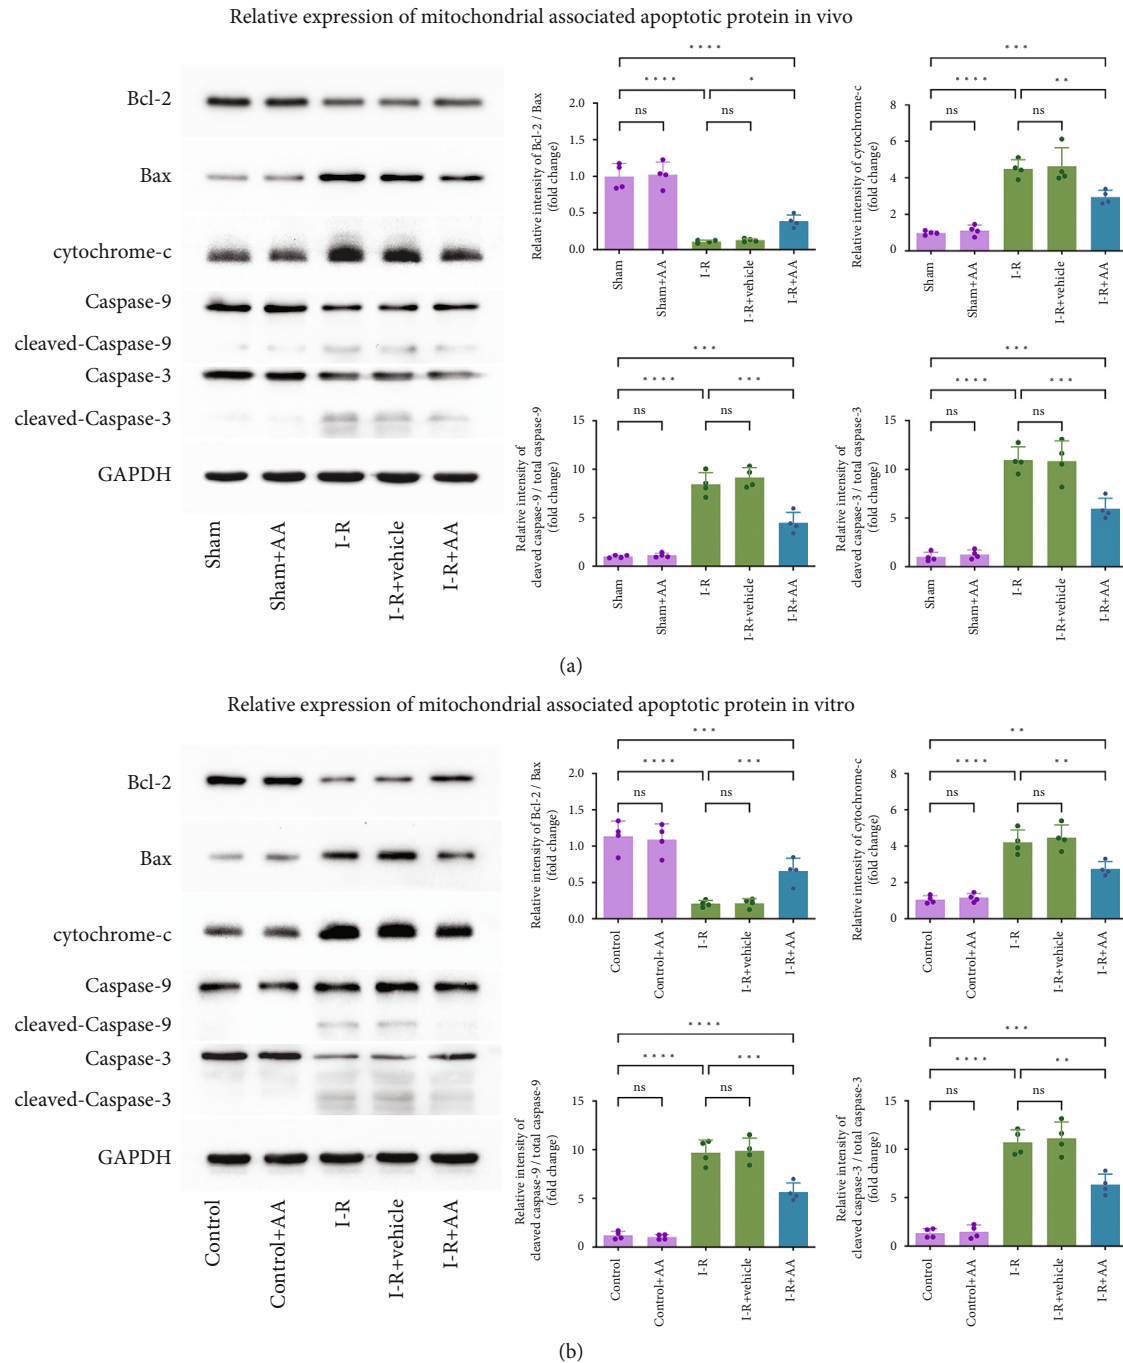 Relative expression of mitochondrial associated apoptotic protein in vivo
Bcl-2
Bax
cytochrome-c
Caspase-9
cleaved-Caspase-9
Caspase-3
cleaved-Caspase-3
GAPDH
Sham
Sham+AA
I-R
I-R+vehicle
I-R+AA
Relative intensity of Bcl-2 / Bax
(fold change)
2.0
1.5
1.0
0.5
0.0
* * * *
* * * *
*
ns
ns
Sham
Sham+AA
I-R
I-R+vehicle
I-R+AA
Relative intensity of cytochrome-c
(fold change)
8
6
4
2
0
* * *
* * * *
* *
ns
ns
Sham
Sham+AA
I-R
I-R+vehicle
I-R+AA
Relative intensity of
cleaved caspase-9 / total caspase-9
(fold change)
15
10
5
0
* * *
* * * *
* * *
ns
ns
Sham
Sham+AA
I-R
I-R+vehicle
I-R+AA
Relative intensity of
cleaved caspase-3 / total caspase-3
(fold change)
15
10
5
0
* * *
* * * *
* * *
ns
ns
Sham
Sham+AA
I-R
I-R+vehicle
I-R+AA
(a)
Relative expression of mitochondrial associated apoptotic protein in vitro
Bcl-2
Bax
cytochrome-c
Caspase-9
cleaved-Caspase-9
Caspase-3
cleaved-Caspase-3
GAPDH
Control
Control+AA
I-R
I-R+vehicle
I-R+AA
Relative intensity of Bcl-2 / Bax
(fold change)
2.0
1.5
1.0
0.5
0.0
* * *
* * * *
* * *
ns
ns
Control
Control+AA
I-R
I-R+vehicle
I-R+AA
Relative intensity of cytochrome-c
(fold change)
8
6
4
2
0
* *
* * * *
* *
ns
ns
Control
Control+AA
I-R
I-R+vehicle
I-R+AA
Relative intensity of
cleaved caspase-9 / total caspase-9
(fold change)
15
10
5
0
* * * *
* * * *
* * *
ns
ns
Control
Control+AA
I-R
I-R+vehicle
I-R+AA
Relative intensity of
cleaved caspase-3 / total caspase-3
(fold change)
15
10
5
0
* * *
* * * *
* *
ns
ns
Control
Control+AA
I-R
I-R+vehicle
I-R+AA
(b)